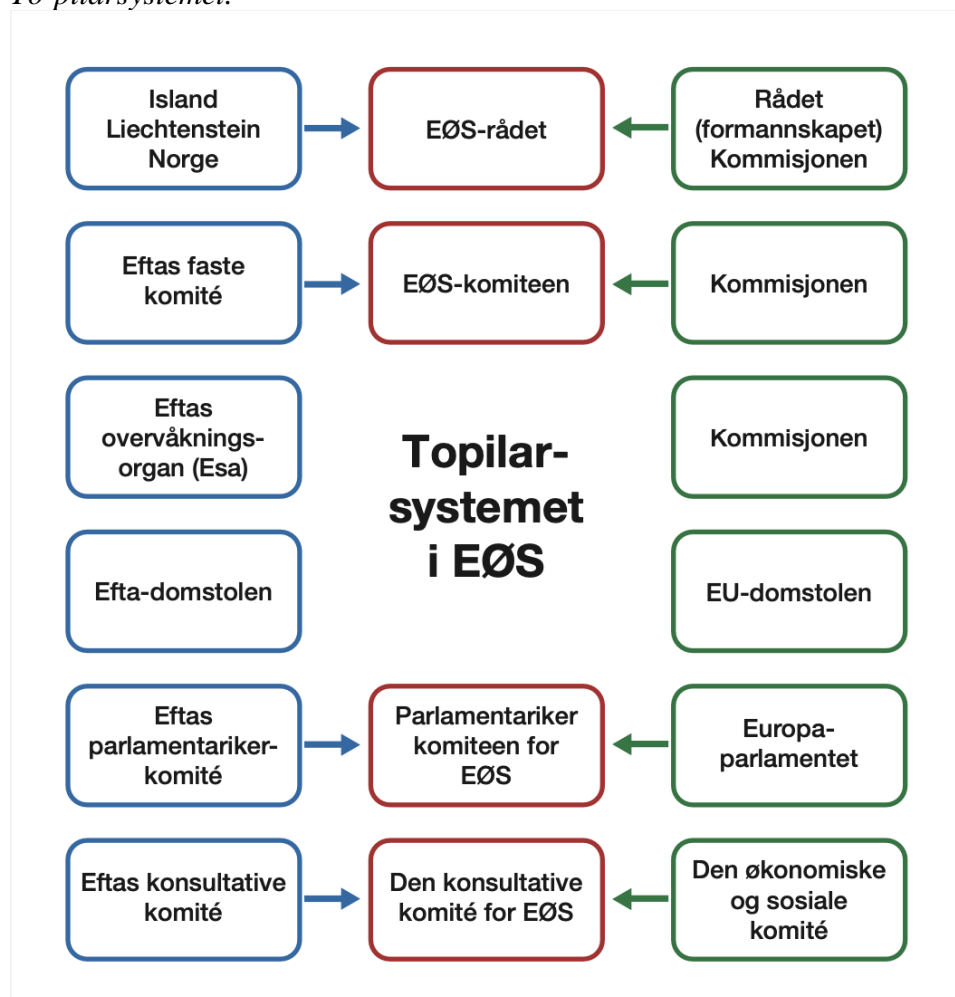 To-pilarsystemet:
Island
Liechtenstein
Norge
EØS-rådet
Rådet
(formannskapet)
Kommisjonen
Eftas faste
komité
EØS-komiteen
Kommisjonen
Eftas
overvåknings-
organ (Esa)
Topilar-
systemet
i EØS
Kommisjonen
Efta-domstolen
EU-domstolen
Eftas
parlamentariker-
komité
Parlamentariker
komiteen for
EØS
Europa-
parlamentet
Eftas konsultative
komité
Den konsultative
komité for EØS
Den økonomiske
og sosiale
komité